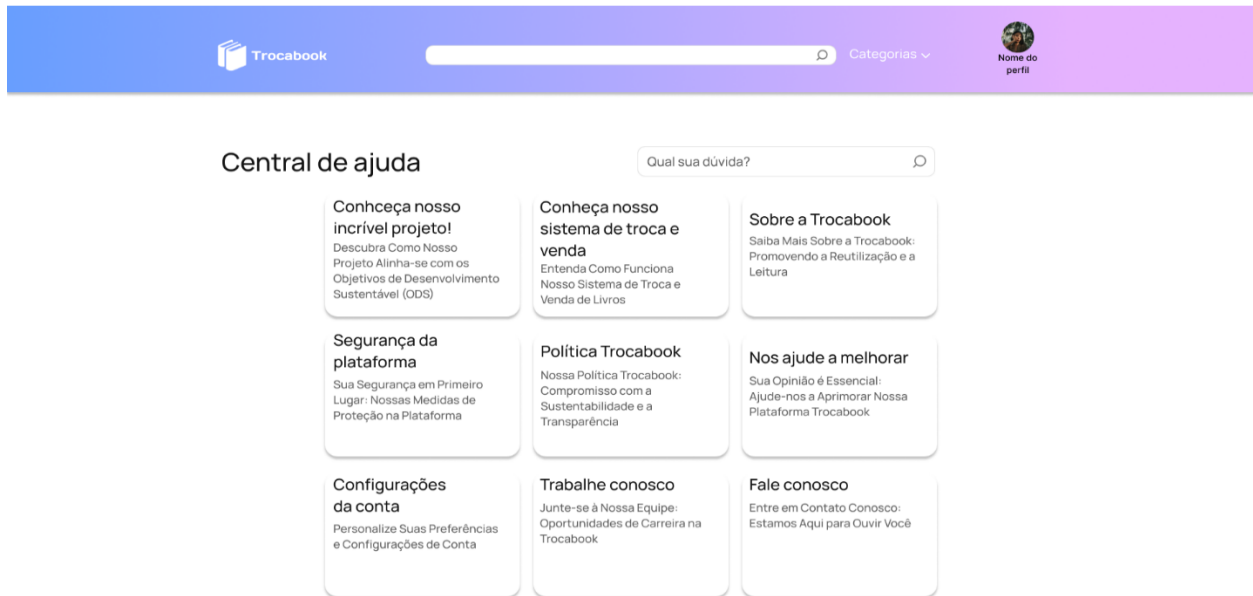 Trocabook
Categorias
Nome do
perfil
Central de ajuda
Qual sua dúvida?
Conhceça nosso
incrível projeto!
Descubra Como Nosso
Projeto Alinha-se com os
Objetivos de Desenvolvimento
Sustentável (ODS)
Conheça nosso
sistema de troca e
venda
Entenda Como Funciona
Nosso Sistema de Troca e
Venda de Livros
Sobre a Trocabook
Saiba Mais Sobre a Trocabook:
Promovendo a Reutilização e a
Leitura
Segurança da
plataforma
Sua Segurança em Primeiro
Lugar: Nossas Medidas de
Proteção na Plataforma
Política Trocabook
Nossa Política Trocabook:
Compromisso com a
Sustentabilidade e a
Transparência
Nos ajude a melhorar
Sua Opinião é Essencial:
Ajude-nos a Aprimorar Nossa
Plataforma Trocabook
Configurações
da conta
Personalize Suas Preferências
e Configurações de Conta
Trabalhe conosco
Junte-se à Nossa Equipe:
Oportunidades de Carreira na
Trocabook
Fale conosco
Entre em Contato Conosco:
Estamos Aqui para Ouvir Você